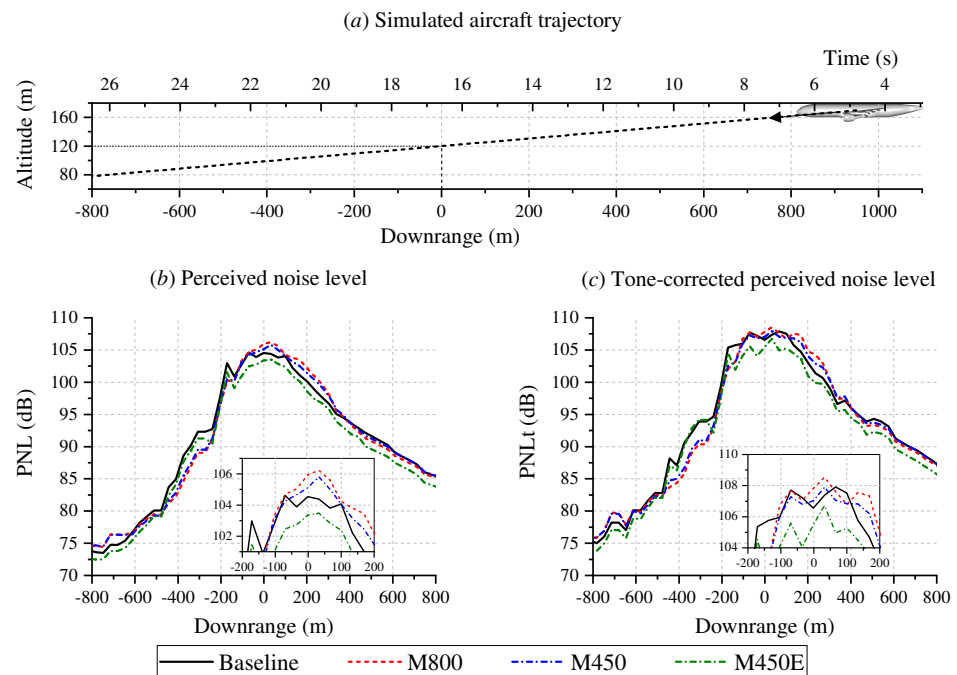 (a) Simulated aircraft trajectory
Time (s)
26 24 22 20 18 16 14 12 10 8 6 4
Altitude (m)
160
120
80
-800 -600 -400 -200 0 200 400 600 800 1000
Downrange (m)
(b) Perceived noise level
PNL (dB)
110
105
100
95
90
85
80
75
70
106
104
102
-200 -100 0 100 200
-800 -600 -400 -200 0 200 400 600 800
Downrange (m)
(c) Tone-corrected perceived noise level
PNLt (dB)
110
105
100
95
90
85
80
75
70
110
108
106
104
-200 -100 0 100 200
-800 -600 -400 -200 0 200 400 600 800
Downrange (m)
Baseline M800 M450 M450E